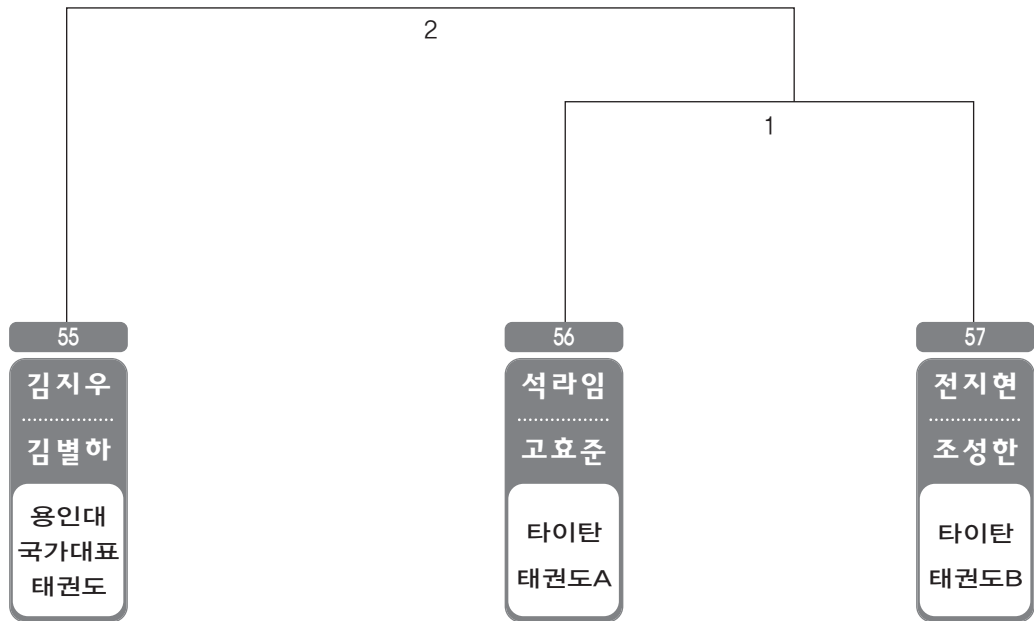 2
1
55
김지우
김별하
용인대
국가대표
태권도
56
석라임
고효준
타이탄
태권도A
57
전지현
조성한
타이탄
태권도B